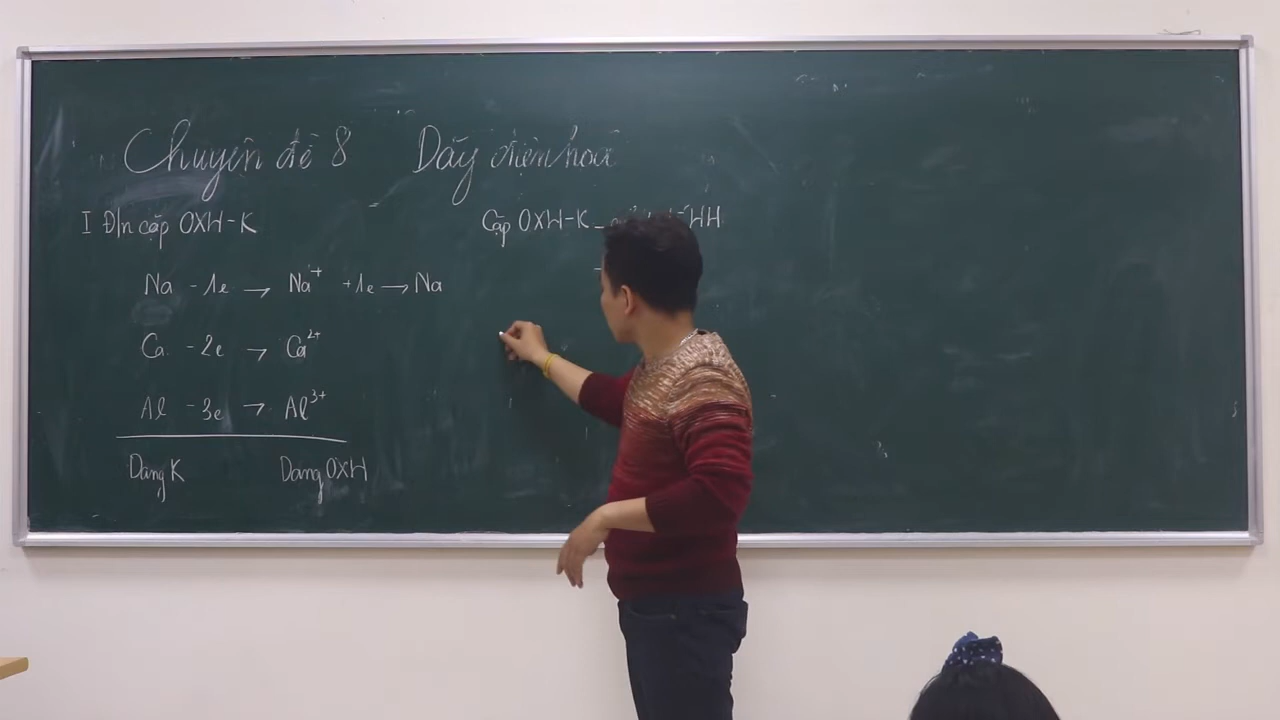 Chuyên đề 8 Dãy điện hoá
I Đ/n cặp OXH-K
Cặp OXH-K HH
Na - 1e → Na⁺ + 1e → Na
Ca - 2e → Ca²⁺
Al - 3e → Al³⁺
Dạng K Dạng OXH